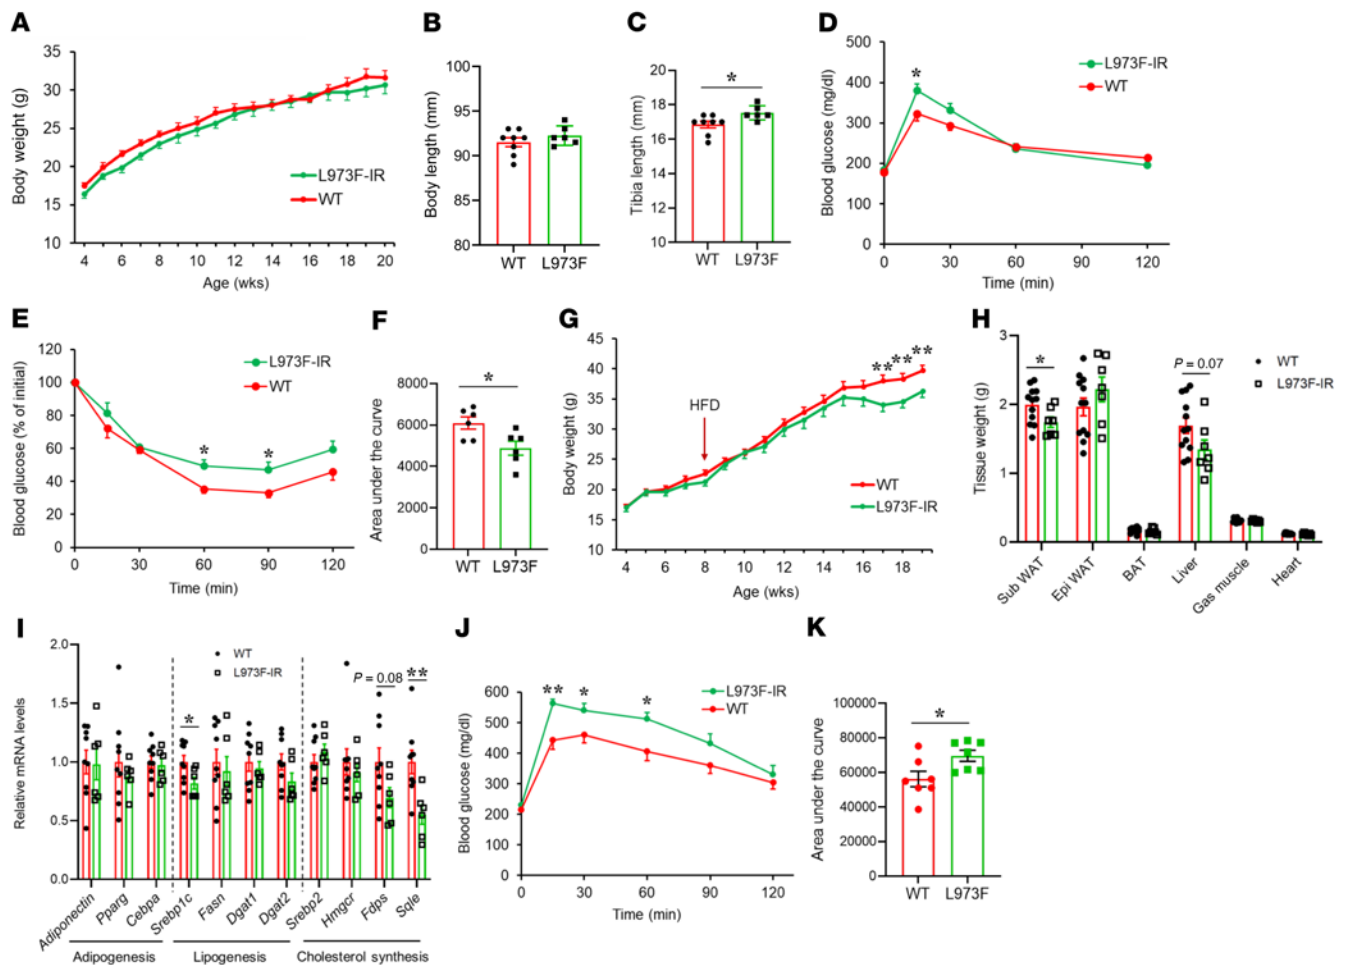 A
Body weight (g)
35
30
25
20
15
10
L973F-IR
WT
4 6 8 10 12 14 16 18 20
Age (wks)
B
Body length (mm)
100
95
90
85
80
WT L973F
C
Tibia length (mm)
20
18
16
14
12
10
*
WT L973F
D
Blood glucose (mg/dl)
500
400
300
200
100
0
*
L973F-IR
WT
0 30 60 90 120
Time (min)
E
Blood glucose (% of initial)
120
100
80
60
40
20
0
L973F-IR
WT
* *
0 30 60 90 120
Time (min)
F
Area under the curve
8000
6000
4000
2000
0
*
WT L973F
G
Body weight (g)
45
40
35
30
25
20
15
10
HFD
** ** **
WT
L973F-IR
4 6 8 10 12 14 16 18
Age (wks)
H
Tissue weight (g)
3
2
1
0
*
P = 0.07
WT
L973F-IR
Sub WAT
Epi WAT
BAT
Liver
Gas muscle
Heart
I
Relative mRNA levels
2.0
1.5
1.0
0.5
0.0
WT
L973F-IR
*
P = 0.08
**
Adiponectin
Pparg
Cebpa
Srebp1c
Fasn
Dgat1
Dgat2
Srebp2
Hmgcr
Fdps
Sqle
Adipogenesis Lipogenesis Cholesterol synthesis
J
Blood glucose (mg/dl)
600
500
400
300
200
100
0
** * *
L973F-IR
WT
0 30 60 90 120
Time (min)
K
Area under the curve
100000
80000
60000
40000
20000
0
*
WT L973F